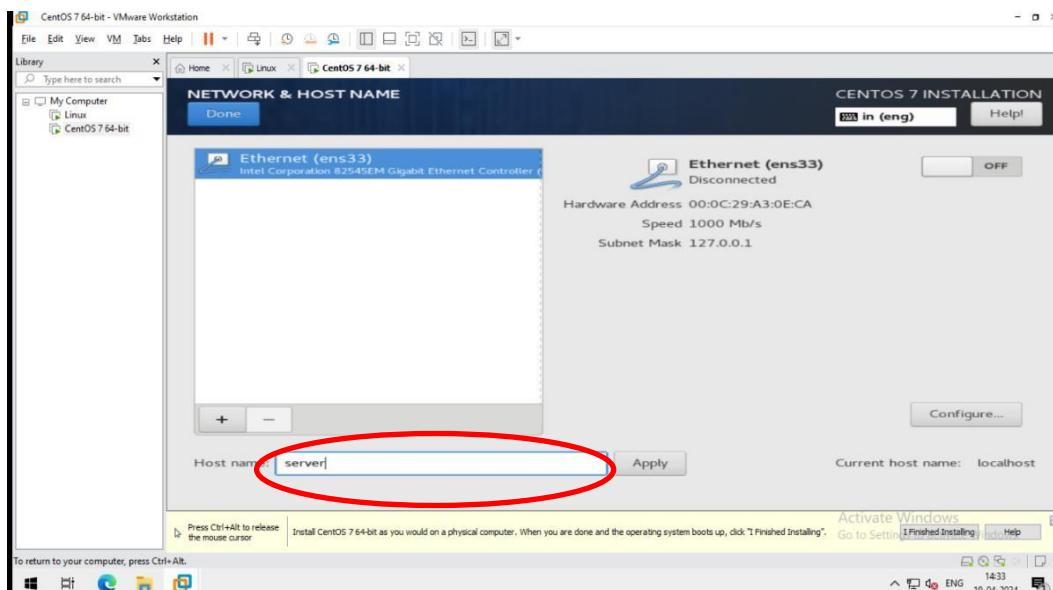 CentOS 7 64-bit - VMware Workstation
File Edit View VM Tabs Help
Library
Type here to search
My Computer
Linux
CentOS 7 64-bit
Home Linux CentOS 7 64-bit
NETWORK & HOST NAME
Done
CENTOS 7 INSTALLATION
in (eng) Help!
Ethernet (ens33)
Intel Corporation 82545EM Gigabit Ethernet Controller (
Ethernet (ens33)
Disconnected
OFF
Hardware Address 00:0C:29:A3:0E:CA
Speed 1000 Mb/s
Subnet Mask 127.0.0.1
+ −
Configure...
Host name: server Apply Current host name: localhost
Press Ctrl+Alt to release
the mouse cursor
Install CentOS 7 64-bit as you would on a physical computer. When you are done and the operating system boots up, click "I Finished Installing".
Activate Windows
Go to Settin
I Finished Installing Help
To return to your computer, press Ctrl+Alt.
ENG 14:33
19-04-2024